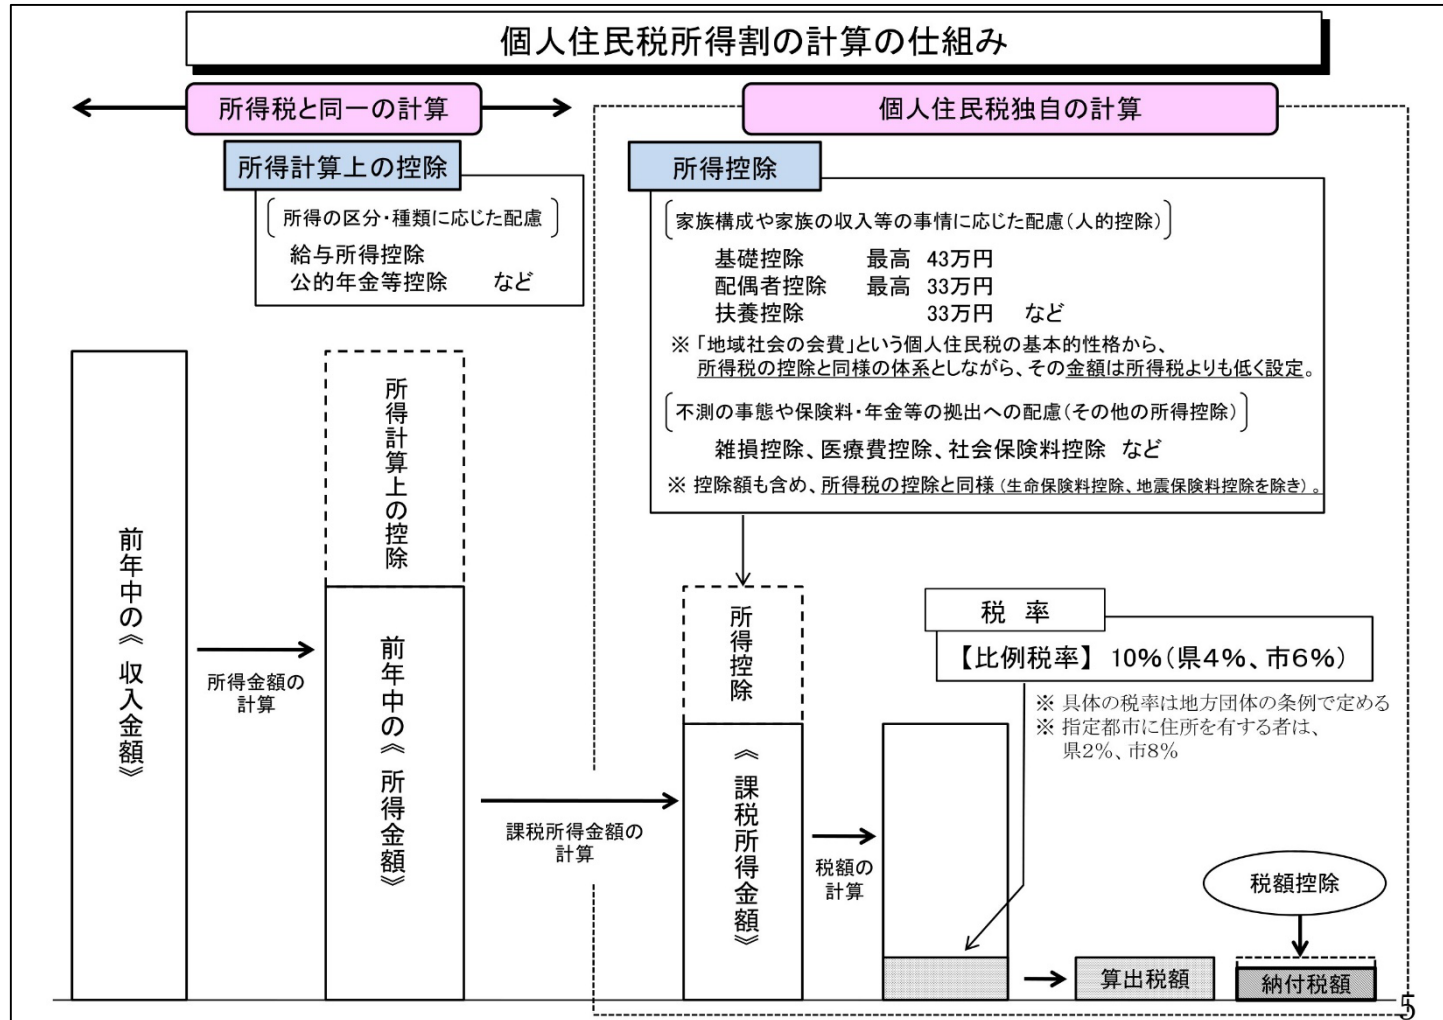 個人住民税所得割の計算の仕組み
所得税と同一の計算
個人住民税独自の計算
所得計算上の控除
所得の区分・種類に応じた配慮
給与所得控除
公的年金等控除 など
所得控除
家族構成や家族の収入等の事情に応じた配慮(人的控除)
基礎控除 最高 43万円
配偶者控除 最高 33万円
扶養控除 33万円 など
※「地域社会の会費」という個人住民税の基本的性格から、
所得税の控除と同様の体系としながら、その金額は所得税よりも低く設定。
不測の事態や保険料・年金等の拠出への配慮(その他の所得控除)
雑損控除、医療費控除、社会保険料控除 など
※ 控除額も含め、所得税の控除と同様(生命保険料控除、地震保険料控除を除き)。
前年中の《収入金額》
所得金額の
計算
所得計算上の控除
前年中の《所得金額》
課税所得金額の
計算
所得控除
《課税所得金額》
税額の
計算
税 率
【比例税率】 10%(県4%、市6%)
※ 具体の税率は地方団体の条例で定める
※ 指定都市に住所を有する者は、
県2%、市8%
算出税額
税額控除
納付税額
5